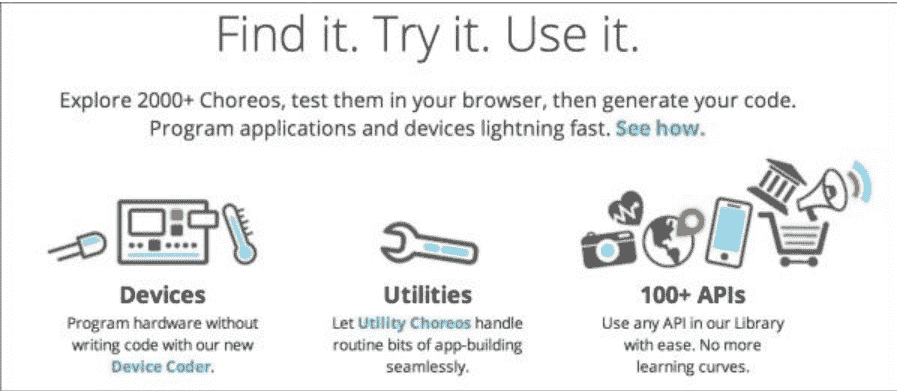 Find it. Try it. Use it.
Explore 2000+ Choreos, test them in your browser, then generate your code.
Program applications and devices lightning fast. See how.
Devices
Program hardware without
writing code with our new
Device Coder.
Utilities
Let Utility Choreos handle
routine bits of app-building
seamlessly.
100+ APIs
Use any API in our Library
with ease. No more
learning curves.